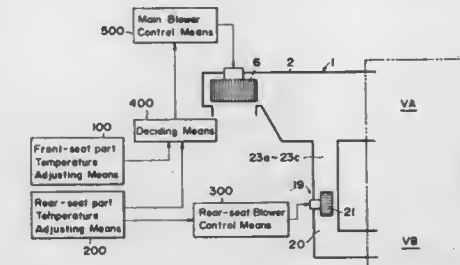 Main Blower
Control Means
500
6
2
1
400
VA
100
Deciding Means
Front-seat part
Temperature
Adjusting Means
23a~23c
300
19
Rear-seat part
Temperature
Adjusting Means
Rear-seat Blower
Control Means
21
200
20
VB